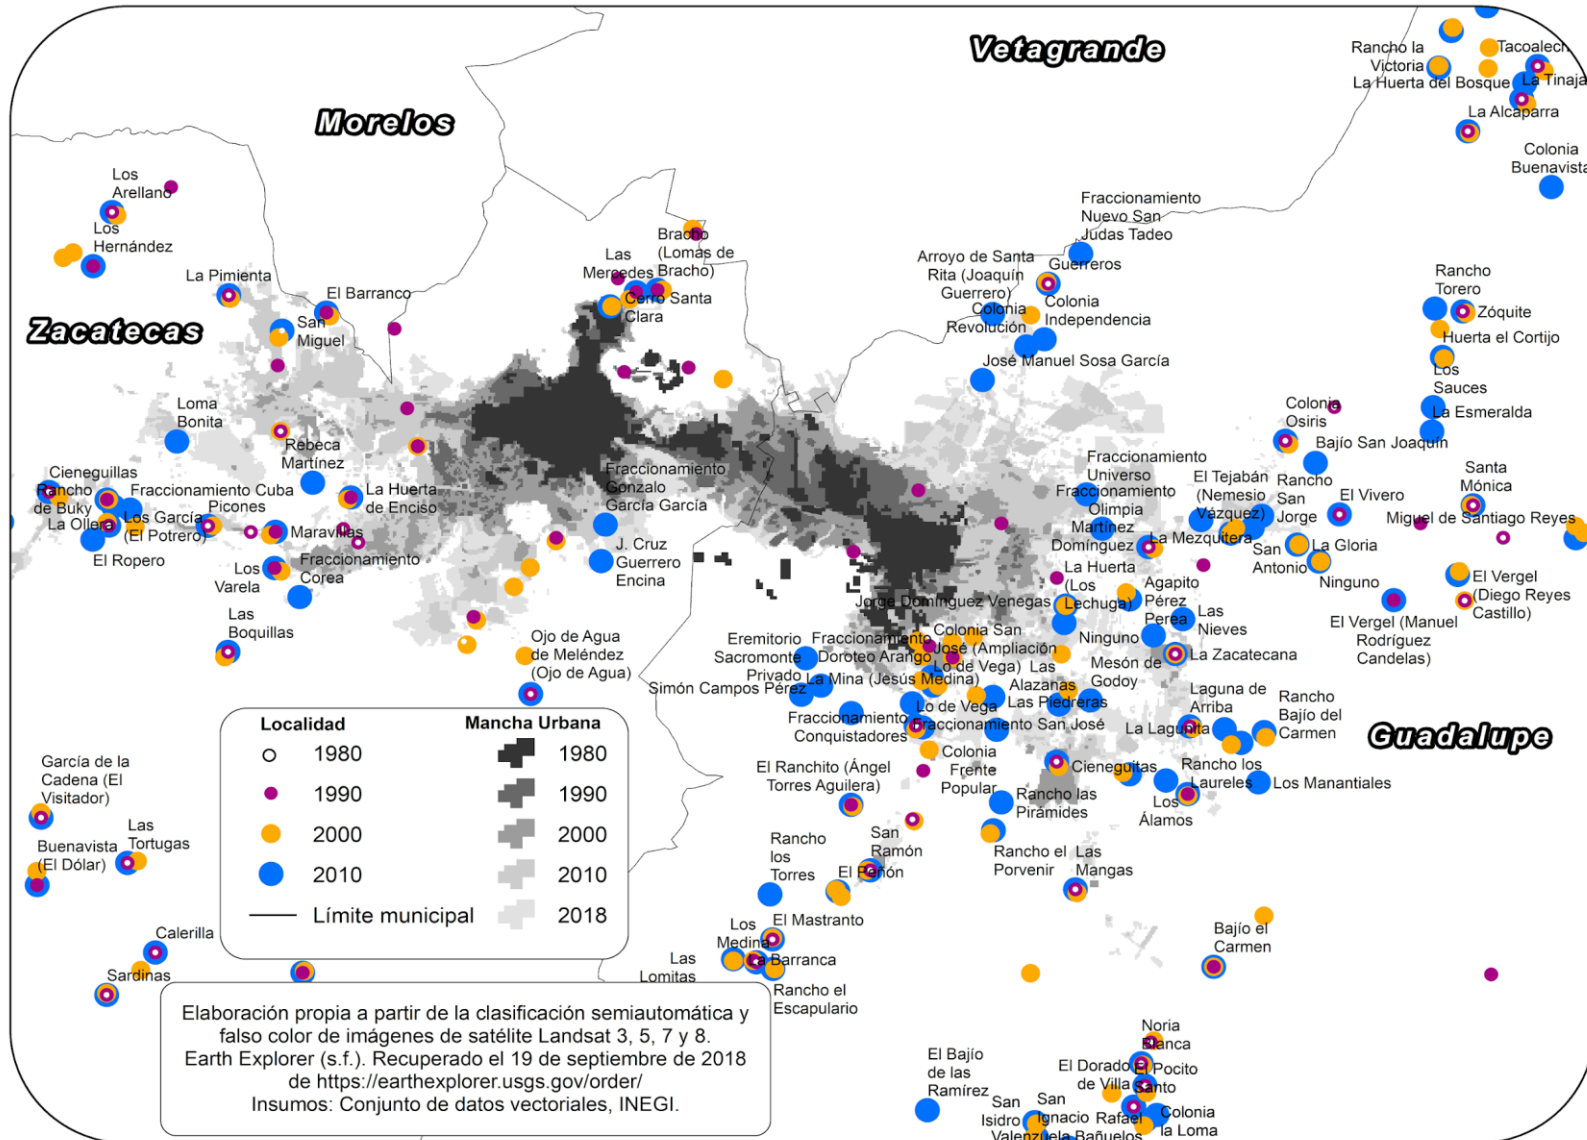 Vetagrande
Morelos
Zacatecas
Guadalupe
Rancho la
Victoria
La Huerta del Bosque
La Tinaja
La Alcaparra
Colonia
Buenavista
Los
Arellano
Los
Hernández
La Pimienta
El Barranco
San
Miguel
Las
Mercedes
Bracho
(Lomas de
Bracho)
Cerro Santa
Clara
Fraccionamiento
Nuevo San
Judas Tadeo
Arroyo de Santa
Rita (Joaquín
Guerrero)
Guerreros
Colonia
Independencia
Colonia
Revolución
José Manuel Sosa García
Rancho
Torero
Zóquite
Huerta el Cortijo
Los
Sauces
La Esmeralda
Colonia
Osiris
Bajío San Joaquín
Loma
Bonita
Rebeca
Martínez
Cieneguillas
Rancho
de Buky
La Ollera
Fraccionamiento Cuba
Picones
Los García
(El Potrero)
El Ropero
La Huerta
de Enciso
Maravillas
Los
Varela
Fraccionamiento
Corea
Las
Boquillas
Fraccionamiento
Gonzalo
García García
J. Cruz
Guerrero
Encina
Fraccionamiento
Universo
Fraccionamiento
Olimpia
Martínez
Domínguez
La Mezquitera
El Tejabán
(Nemesio
Vázquez)
Rancho
San
Jorge
El Vivero
Santa
Mónica
Miguel de Santiago Reyes
San
Antonio
La Gloria
Ninguno
El Vergel
(Diego Reyes
Castillo)
El Vergel (Manuel
Rodríguez
Candelas)
La Huerta
(Los
Lechuga)
Agapito
Pérez
Perea
Las
Nieves
Jorge Domínguez Venegas
Ninguno
La Zacatecana
Mesón de
Godoy
Ojo de Agua
de Meléndez
(Ojo de Agua)
Eremitorio
Sacromonte
Privado
Fraccionamiento
Doroteo Arango
Colonia San
José (Ampliación
Lo de Vega)
Las
Alazanas
La Mina (Jesús Medina)
Simón Campos Pérez
Las Piedreras
Lo de Vega
Fraccionamiento
Conquistadores
Fraccionamiento San José
Laguna de
Arriba
La Lagunita
Rancho
Bajío del
Carmen
Colonia
Frente
Popular
Cieneguitas
Rancho los
Laureles
Los Manantiales
Los
Álamos
El Ranchito (Ángel
Torres Aguilera)
Rancho las
Pirámides
Rancho el
Porvenir
Las
Mangas
San
Ramón
El Peñón
Rancho
los
Torres
El Mastranto
Los
Medina
La Barranca
Las
Lomitas
Rancho el
Escapulario
Bajío el
Carmen
Noria
Blanca
El Dorado
de Villa
El Pocito
Santo
El Bajío
de las
Ramírez
San
Isidro
San
Ignacio
Rafael
Valenzuela
Bañuelos
Colonia
la Loma
García de la
Cadena (El
Visitador)
Buenavista
(El Dólar)
Las
Tortugas
Calerilla
Sardinas
Localidad
1980
1990
2000
2010
Límite municipal
Mancha Urbana
1980
1990
2000
2010
2018
Elaboración propia a partir de la clasificación semiautomática y
falso color de imágenes de satélite Landsat 3, 5, 7 y 8.
Earth Explorer (s.f.). Recuperado el 19 de septiembre de 2018
de https://earthexplorer.usgs.gov/order/
Insumos: Conjunto de datos vectoriales, INEGI.